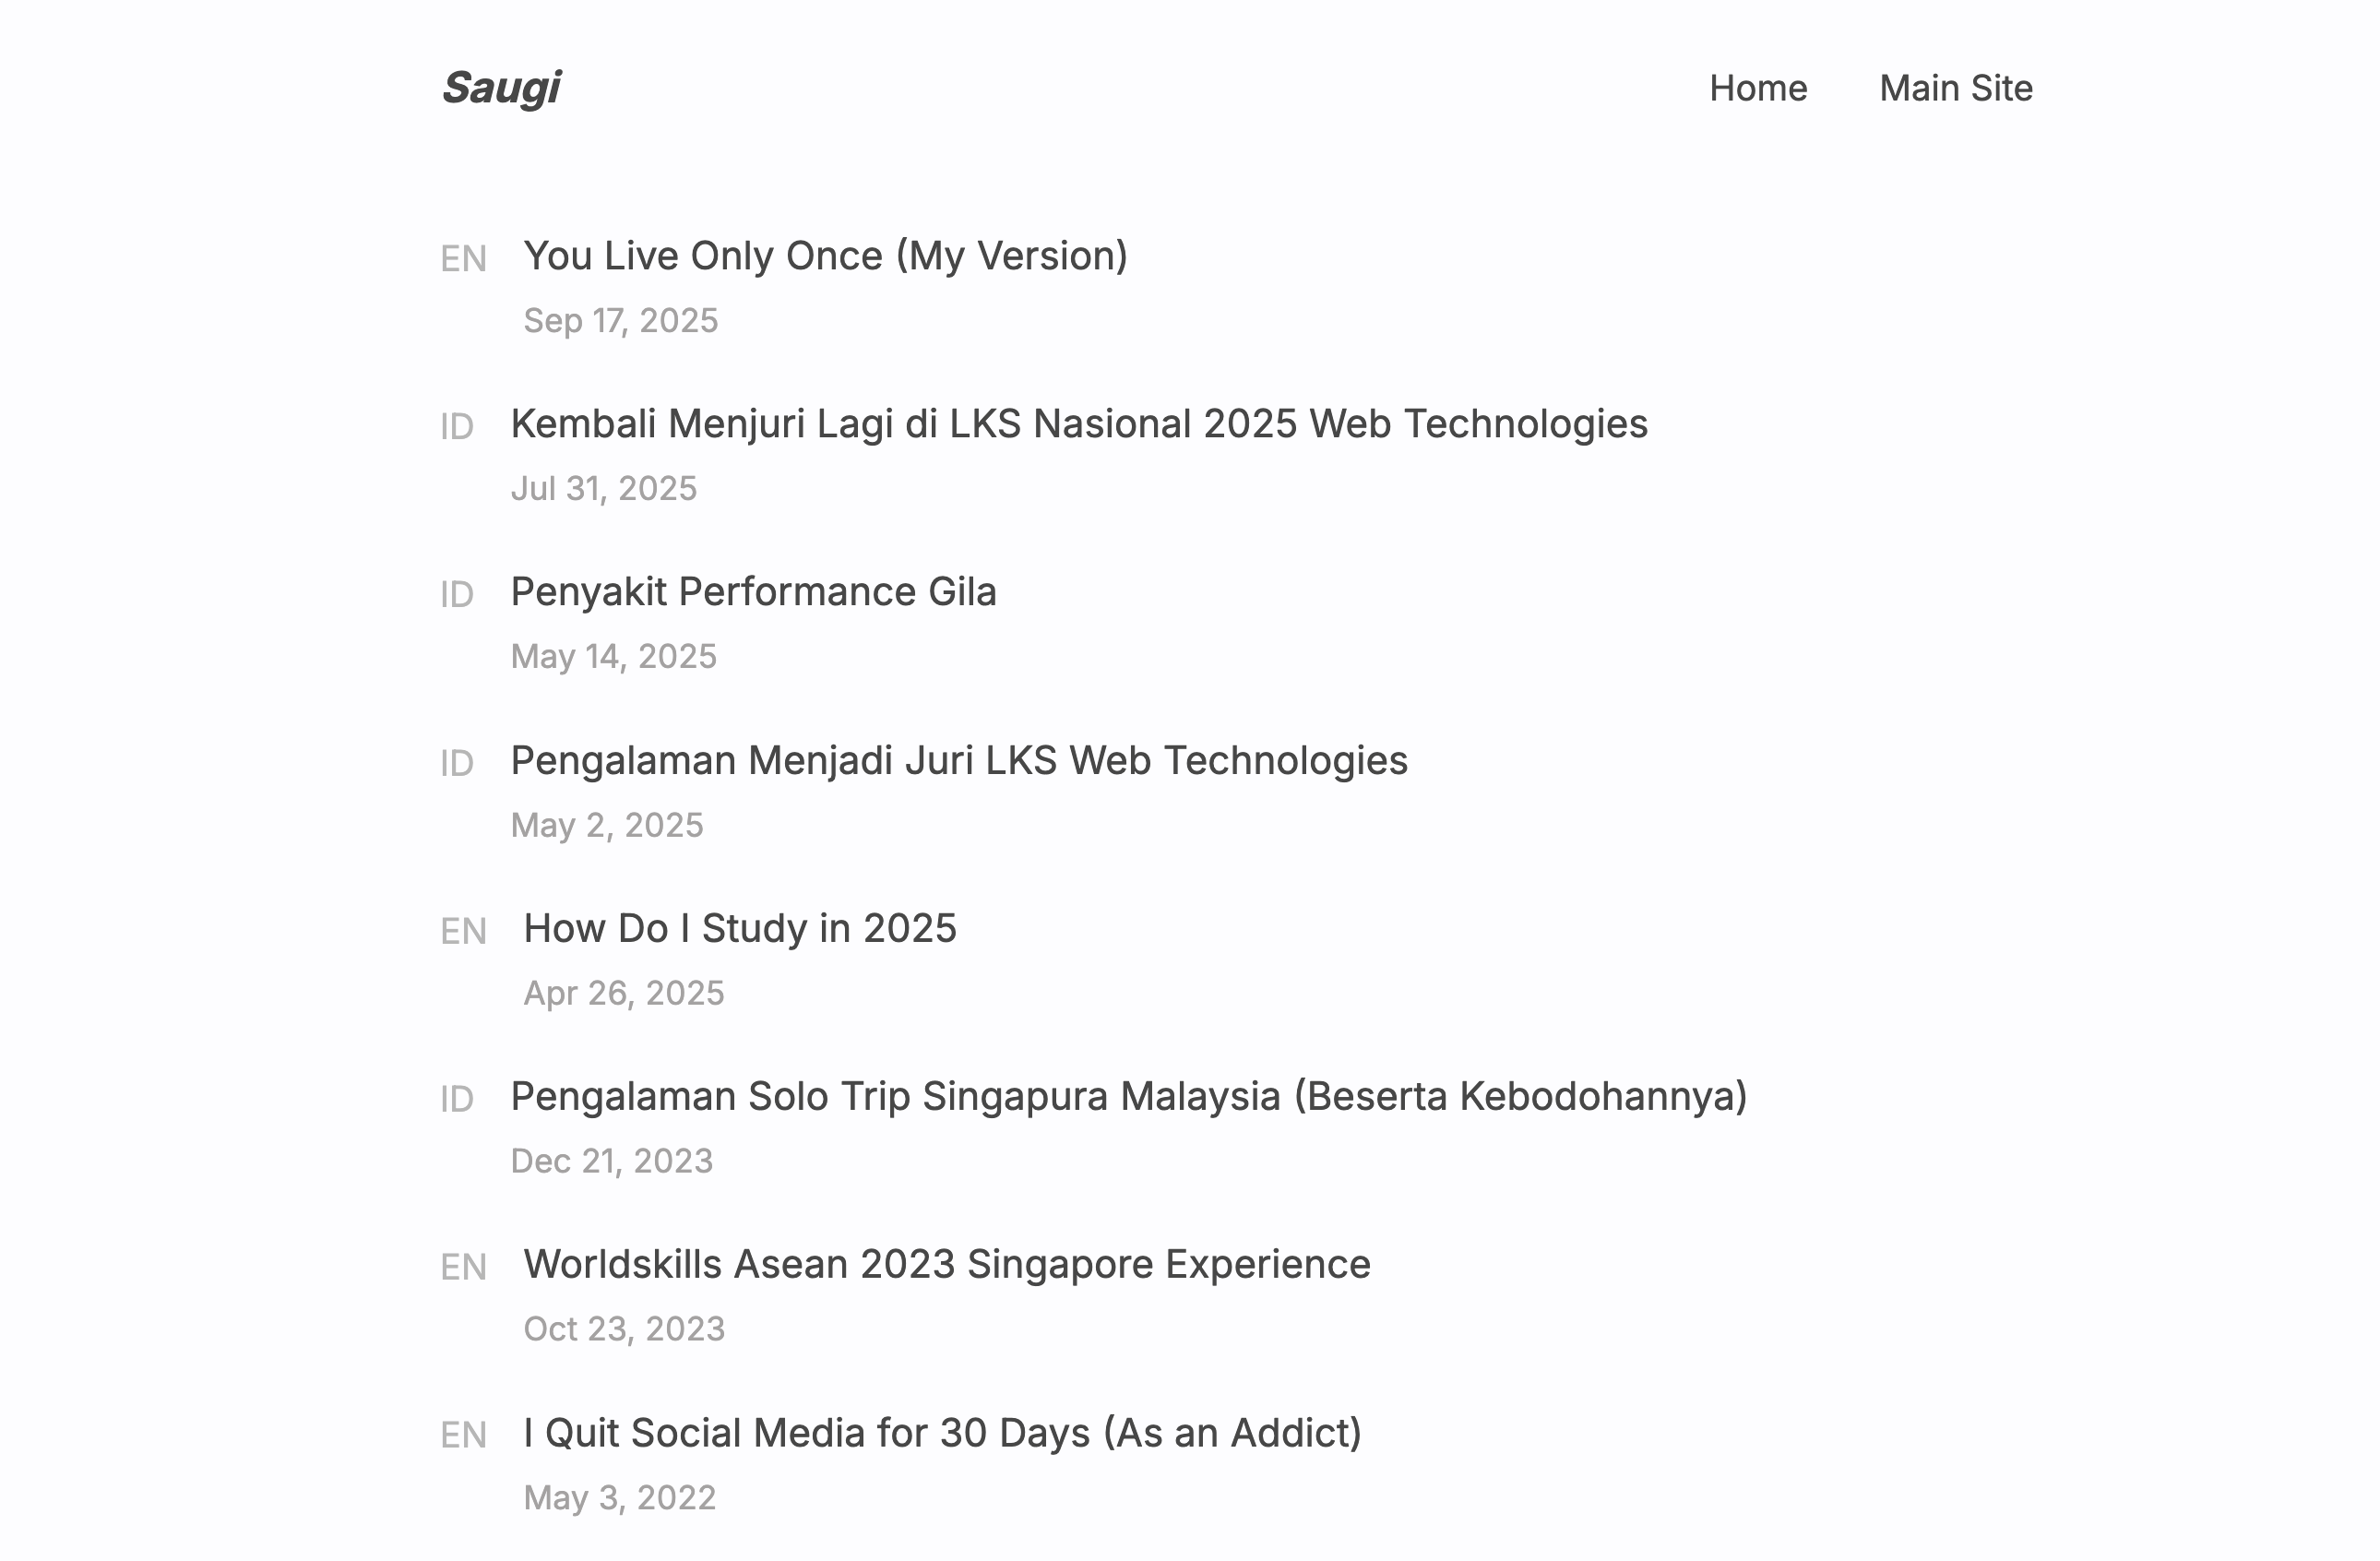 Saugi
Home Main Site
EN You Live Only Once (My Version)
Sep 17, 2025
ID Kembali Menjuri Lagi di LKS Nasional 2025 Web Technologies
Jul 31, 2025
ID Penyakit Performance Gila
May 14, 2025
ID Pengalaman Menjadi Juri LKS Web Technologies
May 2, 2025
EN How Do I Study in 2025
Apr 26, 2025
ID Pengalaman Solo Trip Singapura Malaysia (Beserta Kebodohannya)
Dec 21, 2023
EN Worldskills Asean 2023 Singapore Experience
Oct 23, 2023
EN I Quit Social Media for 30 Days (As an Addict)
May 3, 2022